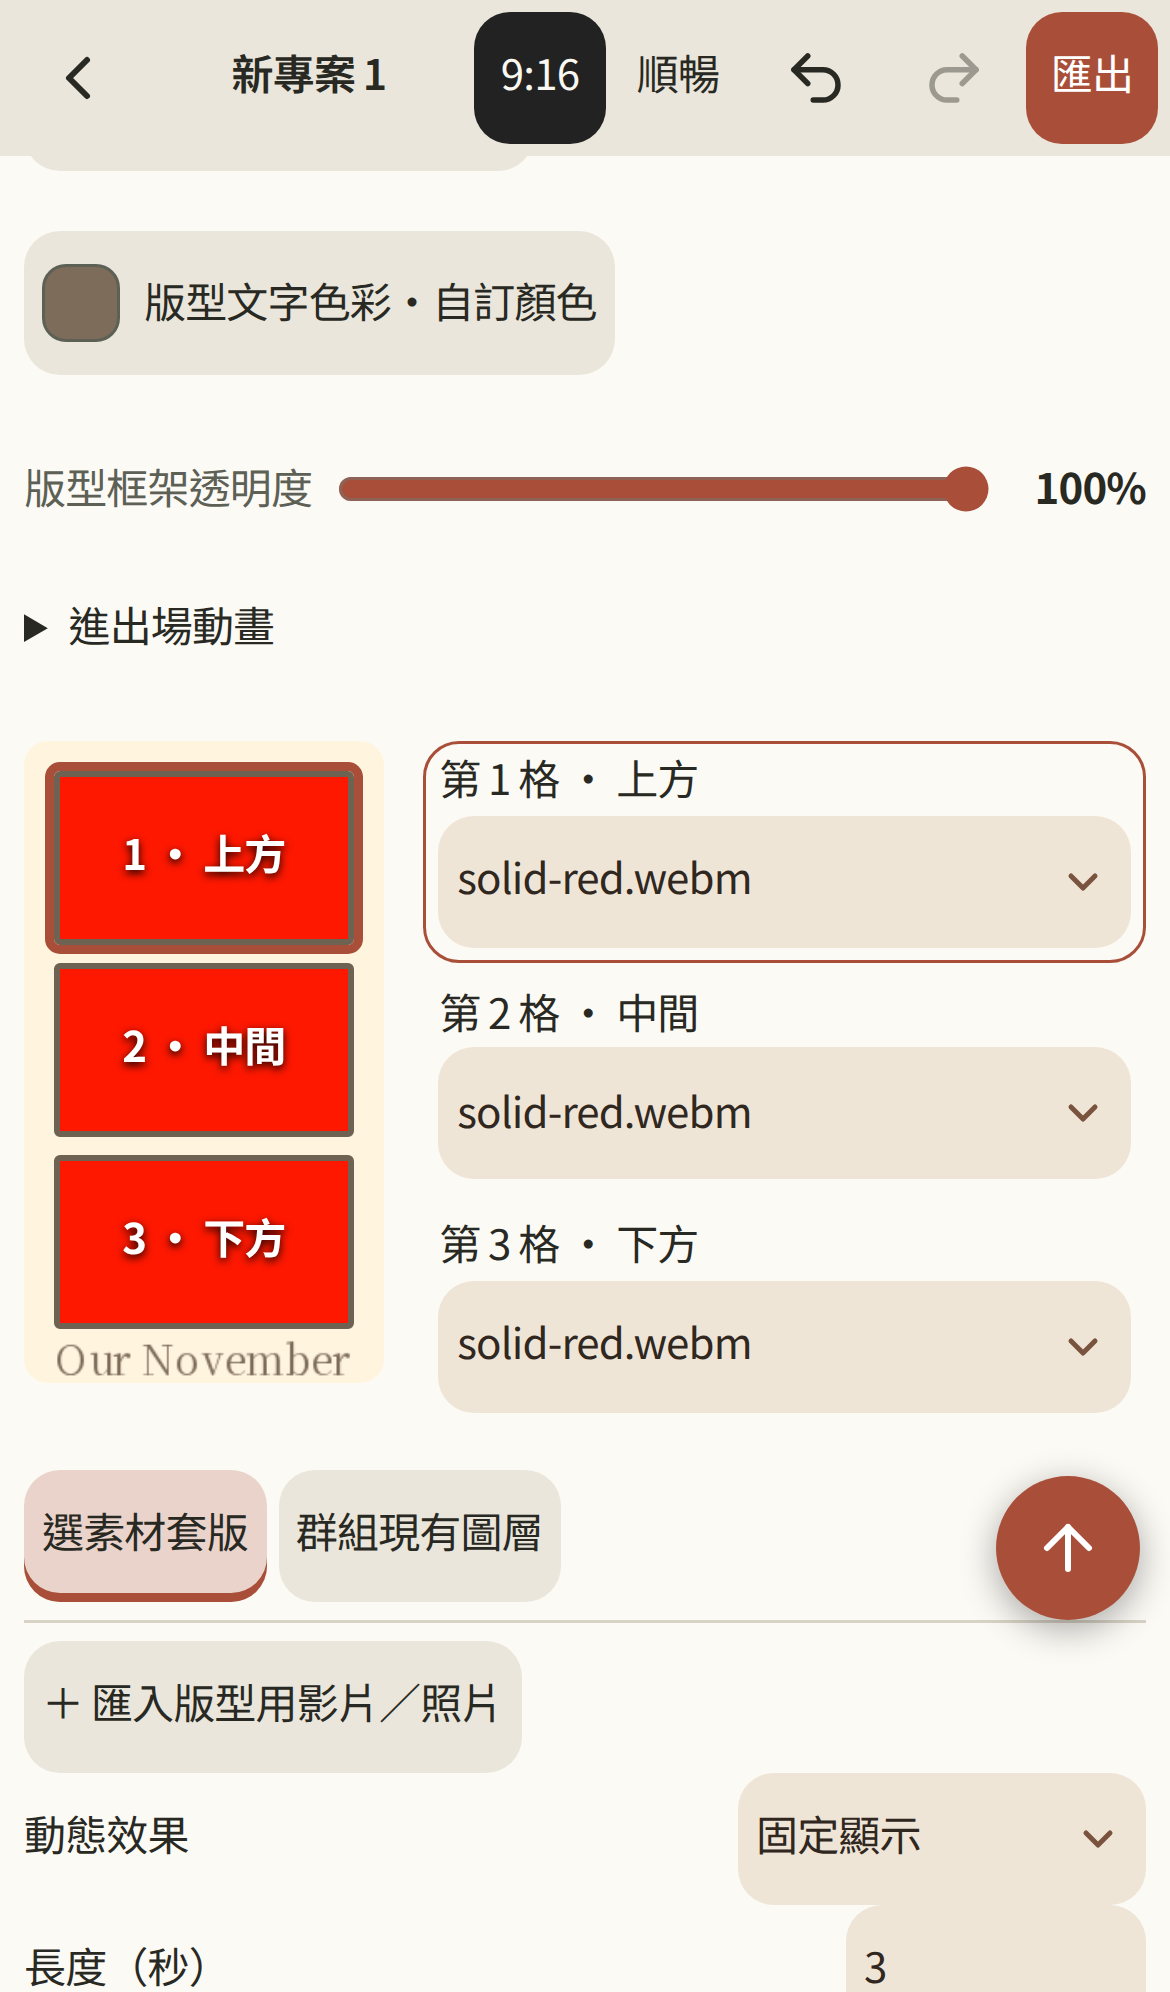 新專案 1
9:16
順暢
匯出
版型文字色彩・自訂顏色
版型框架透明度
100%
▶ 進出場動畫
1 ・ 上方
2 ・ 中間
3 ・ 下方
Our November
第 1 格 ・ 上方
solid-red.webm
第 2 格 ・ 中間
solid-red.webm
第 3 格 ・ 下方
solid-red.webm
選素材套版
群組現有圖層
＋ 匯入版型用影片／照片
動態效果
固定顯示
長度（秒）
3